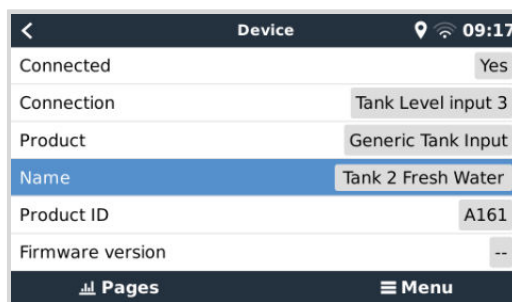 Device 09:17
Connected Yes
Connection Tank Level input 3
Product Generic Tank Input
Name Tank 2 Fresh Water
Product ID A161
Firmware version --
Pages Menu